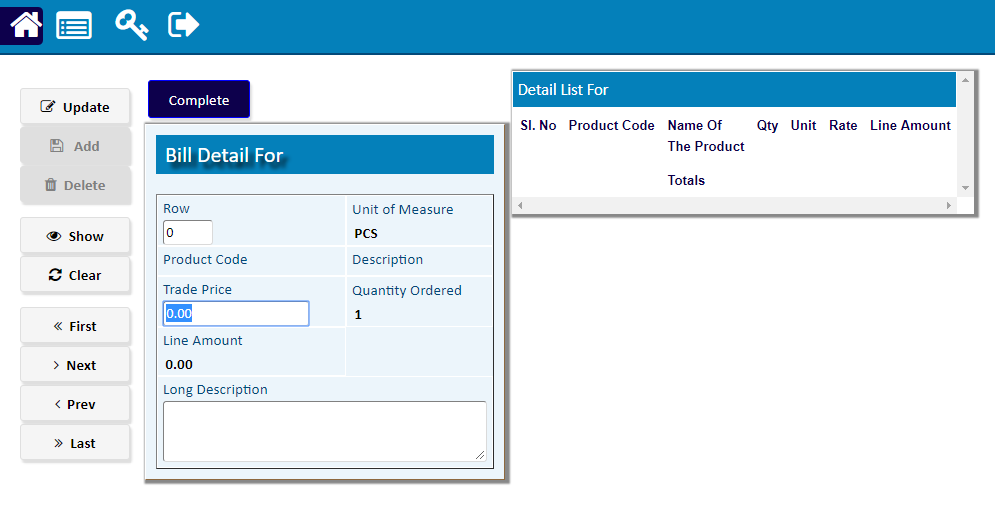 Update
Add
Delete
Show
Clear
First
Next
Prev
Last
Complete
Bill Detail For
Row
Unit of Measure
0
PCS
Product Code
Description
Trade Price
Quantity Ordered
0.00
1
Line Amount
0.00
Long Description
Detail List For
Sl. No Product Code Name Of Qty Unit Rate Line Amount
The Product
Totals